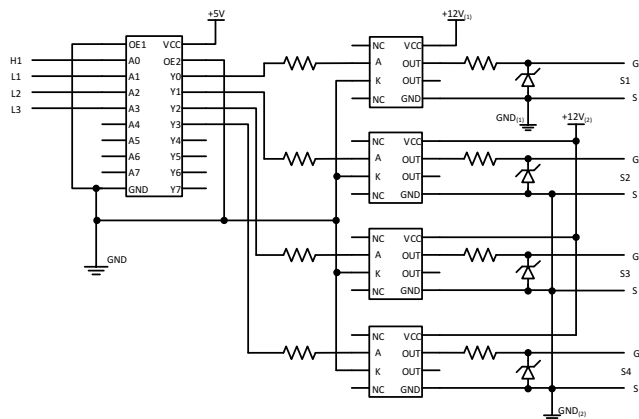 +5V
H1
L1
L2
L3
OE1 VCC
A0 OE2
A1 Y0
A2 Y1
A3 Y2
A4 Y3
A5 Y4
A6 Y5
A7 Y6
GND Y7
GND
+12V(1)
NC VCC
A OUT
K OUT
NC GND
G
S1
S
GND(1)
+12V(2)
NC VCC
A OUT
K OUT
NC GND
G
S2
S
NC VCC
A OUT
K OUT
NC GND
G
S3
S
NC VCC
A OUT
K OUT
NC GND
G
S4
S
GND(2)